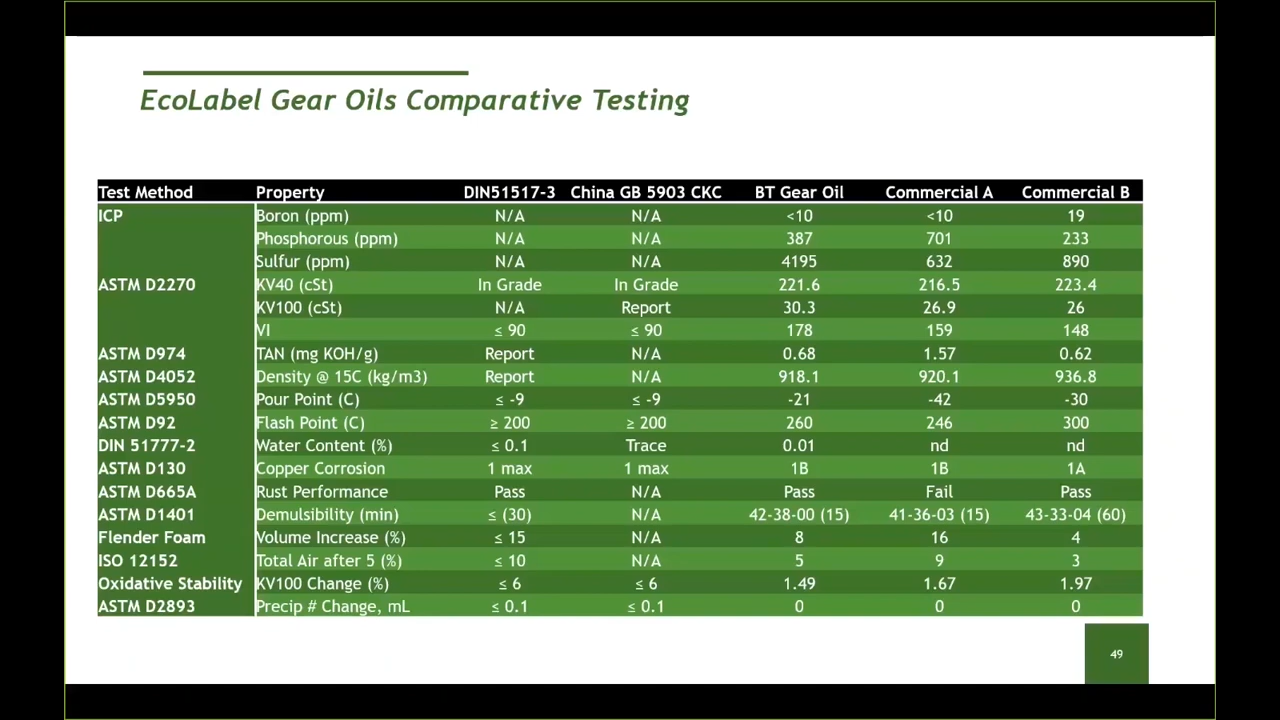 EcoLabel Gear Oils Comparative Testing
Test Method Property DIN51517-3 China GB 5903 CKC BT Gear Oil Commercial A Commercial B
ICP Boron (ppm) N/A N/A <10 <10 19
Phosphorous (ppm) N/A N/A 387 701 233
Sulfur (ppm) N/A N/A 4195 632 890
ASTM D2270 KV40 (cSt) In Grade In Grade 221.6 216.5 223.4
KV100 (cSt) N/A Report 30.3 26.9 26
VI ≤ 90 ≤ 90 178 159 148
ASTM D974 TAN (mg KOH/g) Report N/A 0.68 1.57 0.62
ASTM D4052 Density @ 15C (kg/m3) Report N/A 918.1 920.1 936.8
ASTM D5950 Pour Point (C) ≤ -9 ≤ -9 -21 -42 -30
ASTM D92 Flash Point (C) ≥ 200 ≥ 200 260 246 300
DIN 51777-2 Water Content (%) ≤ 0.1 Trace 0.01 nd nd
ASTM D130 Copper Corrosion 1 max 1 max 1B 1B 1A
ASTM D665A Rust Performance Pass N/A Pass Fail Pass
ASTM D1401 Demulsibility (min) ≤ (30) N/A 42-38-00 (15) 41-36-03 (15) 43-33-04 (60)
Flender Foam Volume Increase (%) ≤ 15 N/A 8 16 4
ISO 12152 Total Air after 5 (%) ≤ 10 N/A 5 9 3
Oxidative Stability KV100 Change (%) ≤ 6 ≤ 6 1.49 1.67 1.97
ASTM D2893 Precip # Change, mL ≤ 0.1 ≤ 0.1 0 0 0
49